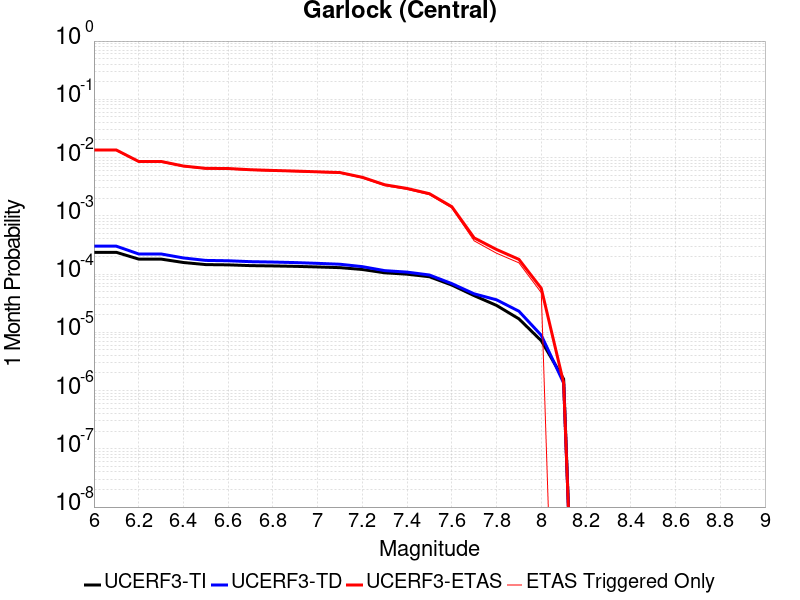 Garlock (Central)
10 0
10 -1
10 -2
10 -3
10 -4
10 -5
10 -6
10 -7
10 -8
1 Month Probability
6 6.2 6.4 6.6 6.8 7 7.2 7.4 7.6 7.8 8 8.2 8.4 8.6 8.8 9
Magnitude
UCERF3-TI UCERF3-TD UCERF3-ETAS ETAS Triggered Only